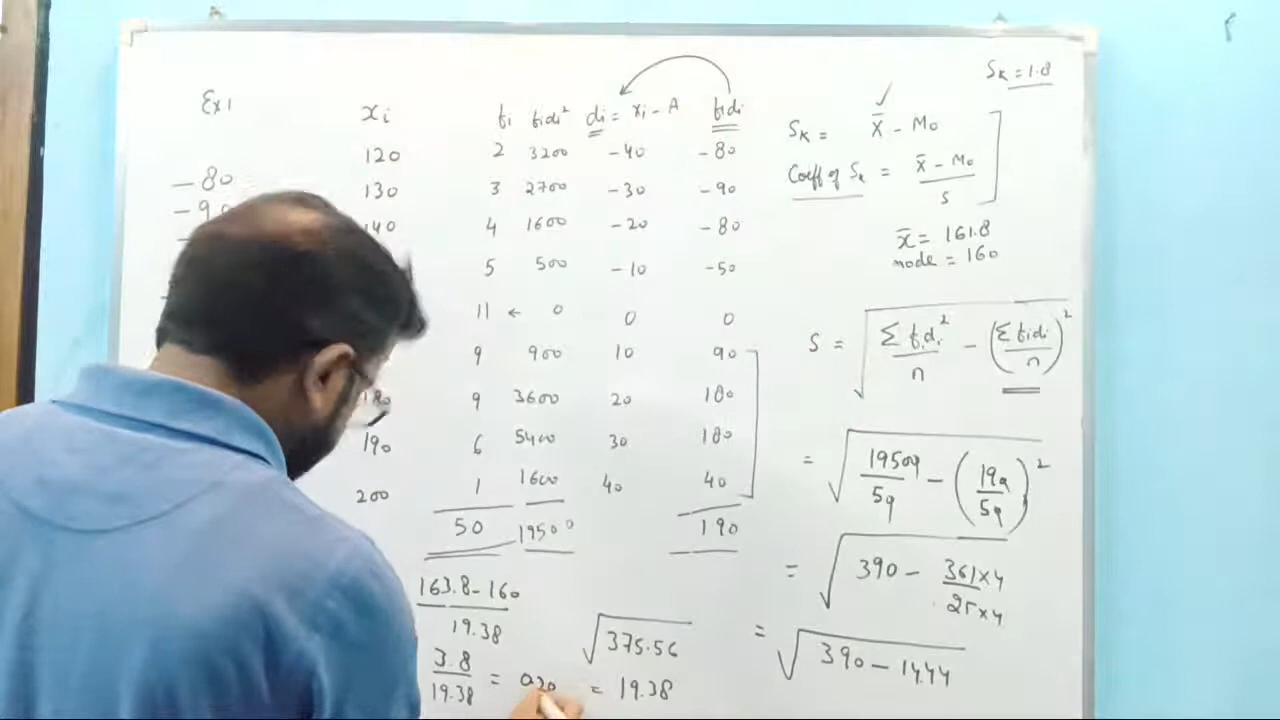 Ex1
xi fi fidi² di = xi - A fidi
120 2 3200 -40 -80
130 3 2700 -30 -90
140 4 1600 -20 -80
5 500 -10 -50
11 ← 0 0 0
9 900 10 90
180 9 3600 20 180
190 6 5400 30 180
200 1 1600 40 40
50 19500 190
-80
-90
163.8-160
19.38
3.8
19.38
=
√375.56
= 19.38
Sk = 1.8
Sk = X̄ - Mo
Coeff of Sk = X̄ - Mo
S
x̄ = 161.8
mode = 160
S = √ Σfidi²/n - (Σfidi/n)²
= √ 19500/50 - (190/50)²
= √ 390 - 361×4/25×4
= √ 390 - 14.44